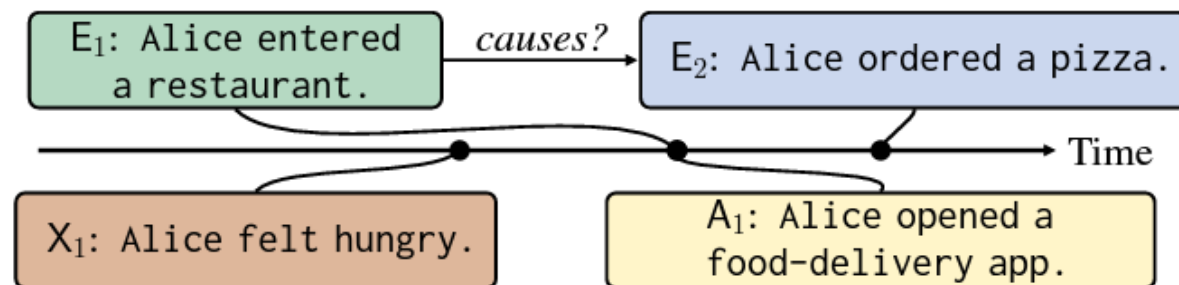 E₁: Alice entered
a restaurant.
causes?
E₂: Alice ordered a pizza.
Time
X₁: Alice felt hungry.
A₁: Alice opened a
food-delivery app.